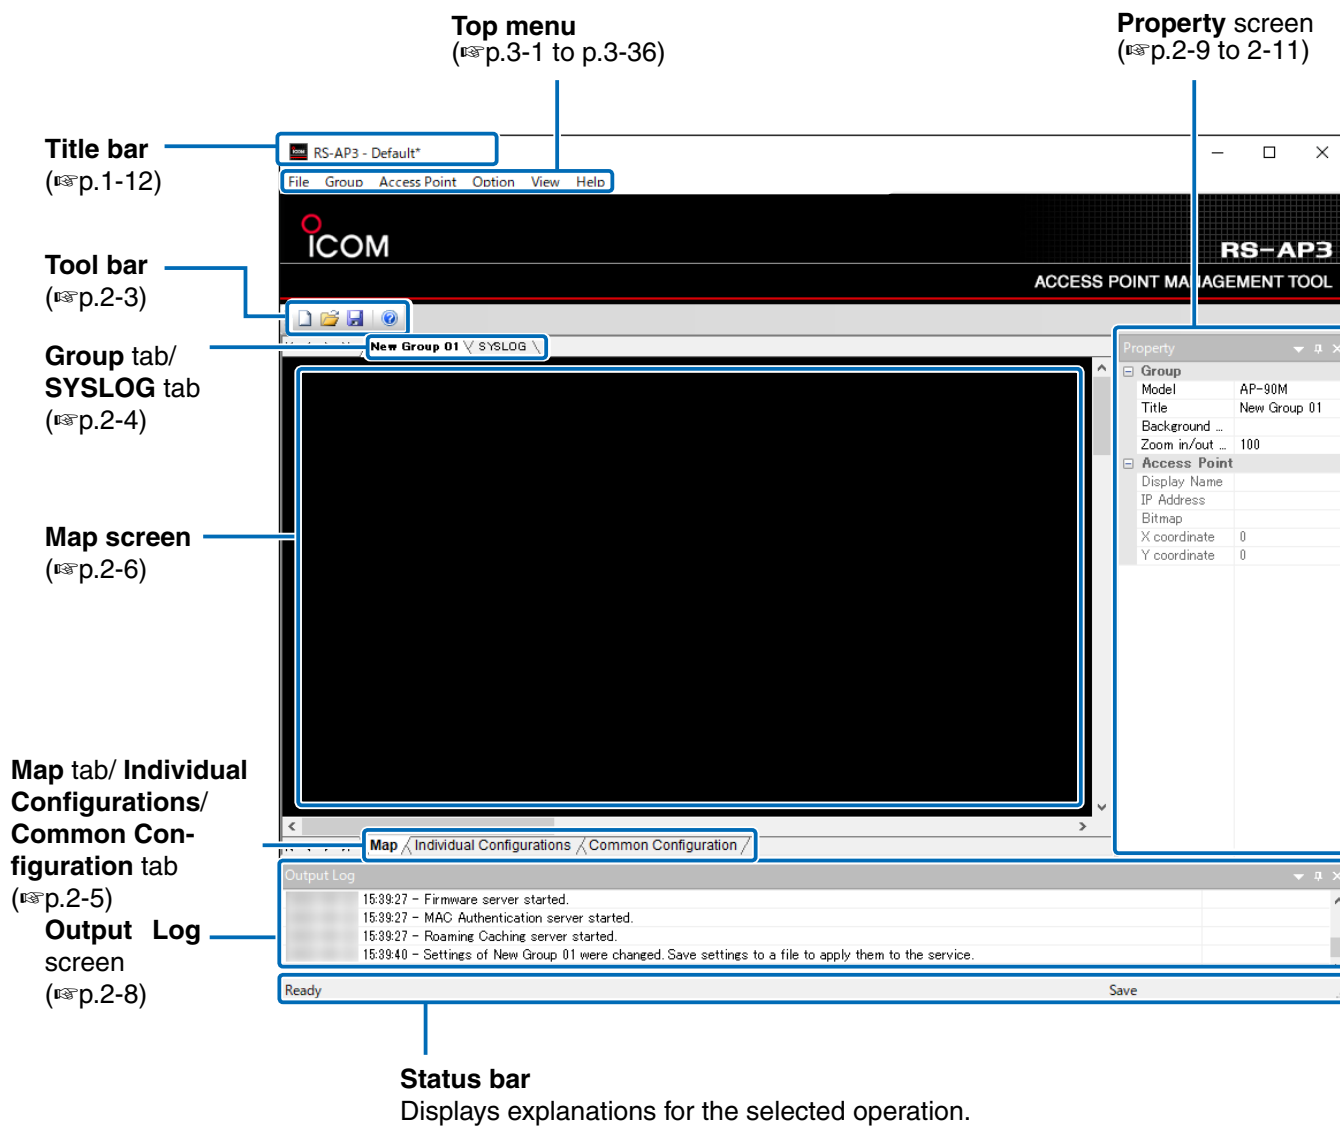 Top menu
(☞p.3-1 to p.3-36)
Property screen
(☞p.2-9 to 2-11)
Title bar
(☞p.1-12)
RS-AP3 - Default*
File Group Access Point Option View Help
ICOM
RS-AP3
ACCESS POINT MANAGEMENT TOOL
Tool bar
(☞p.2-3)
Group tab/
SYSLOG tab
(☞p.2-4)
New Group 01 SYSLOG
Property
Group
Model AP-90M
Title New Group 01
Background ...
Zoom in/out ... 100
Access Point
Display Name
IP Address
Bitmap
X coordinate 0
Y coordinate 0
Map screen
(☞p.2-6)
Map tab/ Individual
Configurations/
Common Con-
figuration tab
(☞p.2-5)
Map Individual Configurations Common Configuration
Output Log
screen
(☞p.2-8)
Output Log
15:39:27 - Firmware server started.
15:39:27 - MAC Authentication server started.
15:39:27 - Roaming Caching server started.
15:39:40 - Settings of New Group 01 were changed. Save settings to a file to apply them to the service.
Ready Save
Status bar
Displays explanations for the selected operation.